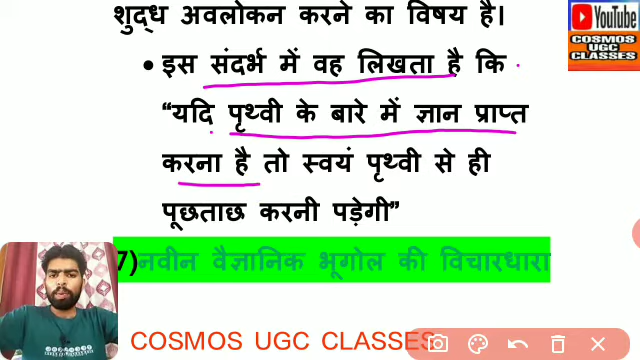 शुद्ध अवलोकन करने का विषय है।
YouTube
COSMOS
UGC
CLASSES
• इस संदर्भ में वह लिखता है कि
“यदि पृथ्वी के बारे में ज्ञान प्राप्त
करना है तो स्वयं पृथ्वी से ही
पूछताछ करनी पड़ेगी”
7)नवीन वैज्ञानिक भूगोल की विचारधारा
COSMOS UGC CLASSES